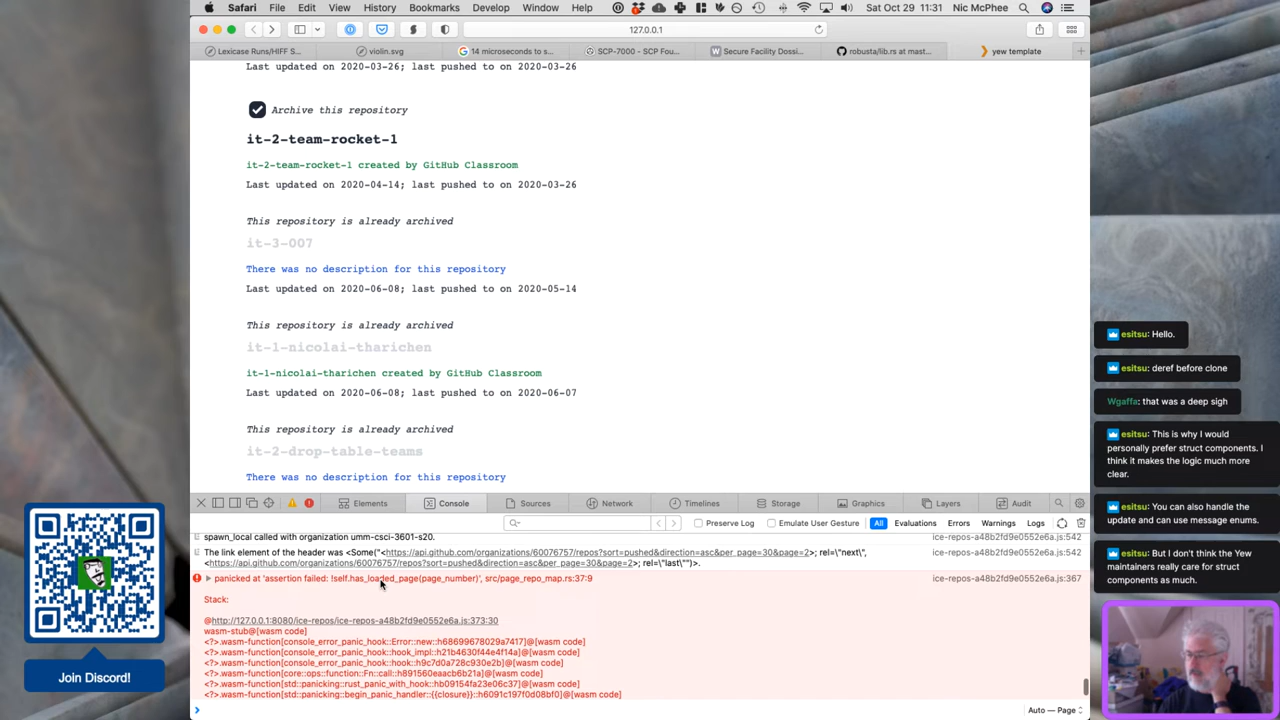 Safari File Edit View History Bookmarks Develop Window Help Sat Oct 29 11:31 Nic McPhee
127.0.0.1
Lexicase Runs/HIFF S... violin.svg 14 microseconds to s... SCP-7000 - SCP Fou... Secure Facility Dossi... robusta/lib.rs at mast... yew template
Last updated on 2020-03-26; last pushed to on 2020-03-26
Archive this repository
it-2-team-rocket-1
it-2-team-rocket-1 created by GitHub Classroom
Last updated on 2020-04-14; last pushed to on 2020-03-26
This repository is already archived
it-3-007
There was no description for this repository
Last updated on 2020-06-08; last pushed to on 2020-05-14
This repository is already archived
it-1-nicolai-tharichen
it-1-nicolai-tharichen created by GitHub Classroom
Last updated on 2020-06-08; last pushed to on 2020-06-07
This repository is already archived
it-2-drop-table-teams
There was no description for this repository
Elements Console Sources Network Timelines Storage Graphics Layers Audit
Preserve Log Emulate User Gesture All Evaluations Errors Warnings Logs
spawn_local called with organization umm-csci-3601-s20. ice-repos-a48b2fd9e0552e6a.js:542
The link element of the header was <Some("<https://api.github.com/organizations/60076757/repos?sort=pushed&direction=asc&per_page=30&page=2>; rel=\"next\", ice-repos-a48b2fd9e0552e6a.js:542
<https://api.github.com/organizations/60076757/repos?sort=pushed&direction=asc&per_page=30&page=2>; rel=\"last\"")>.
panicked at 'assertion failed: !self.has_loaded_page(page_number)', src/page_repo_map.rs:37:9 ice-repos-a48b2fd9e0552e6a.js:367
Stack:
@http://127.0.0.1:8080/ice-repos/ice-repos-a48b2fd9e0552e6a.js:373:30
wasm-stub@[wasm code]
<?>.wasm-function[console_error_panic_hook::Error::new::h68699678029a7417]@[wasm code]
<?>.wasm-function[console_error_panic_hook::hook_impl::h21b4630f44e4f14a]@[wasm code]
<?>.wasm-function[console_error_panic_hook::hook::h9c7d0a728c930e2b]@[wasm code]
<?>.wasm-function[core::ops::function::Fn::call::h891560eaacb6b21a]@[wasm code]
<?>.wasm-function[std::panicking::rust_panic_with_hook::hb09154fa23e06c37]@[wasm code]
<?>.wasm-function[std::panicking::begin_panic_handler::{{closure}}::h6091c197f0d08bf0]@[wasm code]
Auto — Page
Join Discord!
esitsu: Hello.
esitsu: deref before clone
Wgaffa: that was a deep sigh
esitsu: This is why I would
personally prefer struct components. I
think it makes the logic much more
clear.
esitsu: You can also handle the
update and can use message enums.
esitsu: But I don't think the Yew
maintainers really care for struct
components as much.